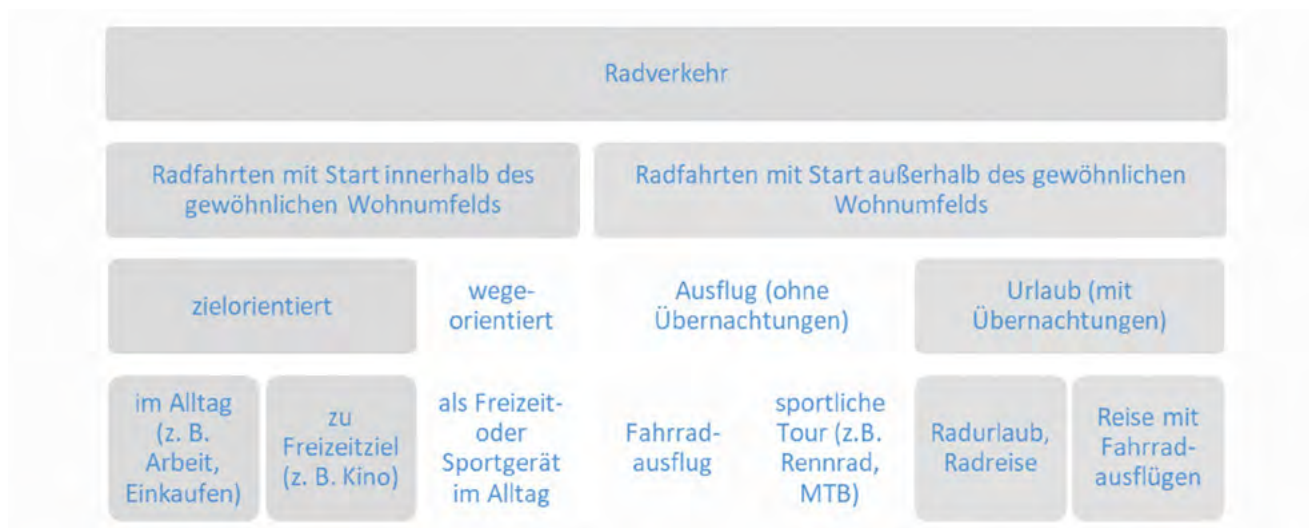 Radverkehr
Radfahrten mit Start innerhalb des
gewöhnlichen Wohnumfelds
Radfahrten mit Start außerhalb des gewöhnlichen
Wohnumfelds
zielorientiert
wege-
orientiert
Ausflug (ohne
Übernachtungen)
Urlaub (mit
Übernachtungen)
im Alltag
(z. B.
Arbeit,
Einkaufen)
zu
Freizeitziel
(z. B. Kino)
als Freizeit-
oder
Sportgerät
im Alltag
Fahrrad-
ausflug
sportliche
Tour (z.B.
Rennrad,
MTB)
Radurlaub,
Radreise
Reise mit
Fahrrad-
ausflügen